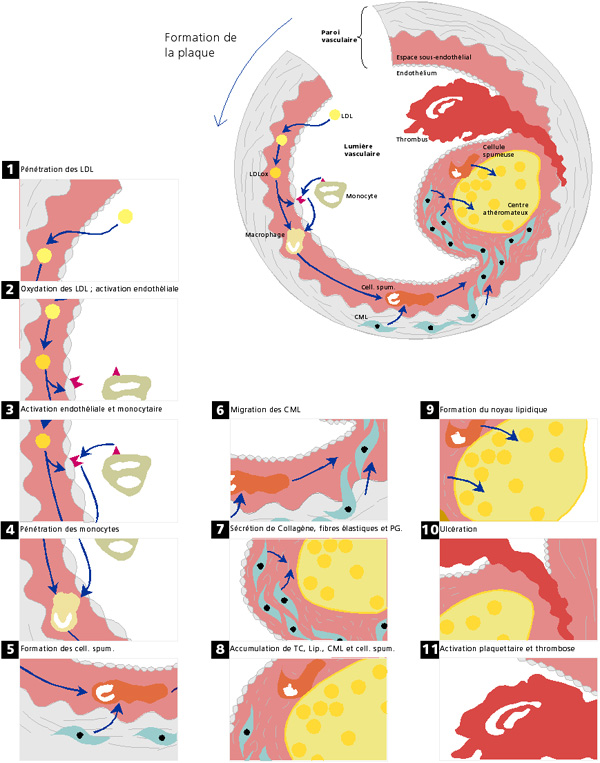 Formation de
la plaque
Paroi
vasculaire
Espace sous-endothélial
Endothélium
LDL
Thrombus
Lumière
vasculaire
Cellule
spumeuse
LDLox
Monocyte
Centre
athéromateux
Macrophage
Cell. spum.
CML
1 Pénétration des LDL
2 Oxydation des LDL ; activation endothéliale
3 Activation endothéliale et monocytaire
4 Pénétration des monocytes
5 Formation des cell. spum.
6 Migration des CML
7 Sécrétion de Collagène, fibres élastiques et PG.
8 Accumulation de TC, Lip., CML et cell. spum.
9 Formation du noyau lipidique
10 Ulcération
11 Activation plaquettaire et thrombose